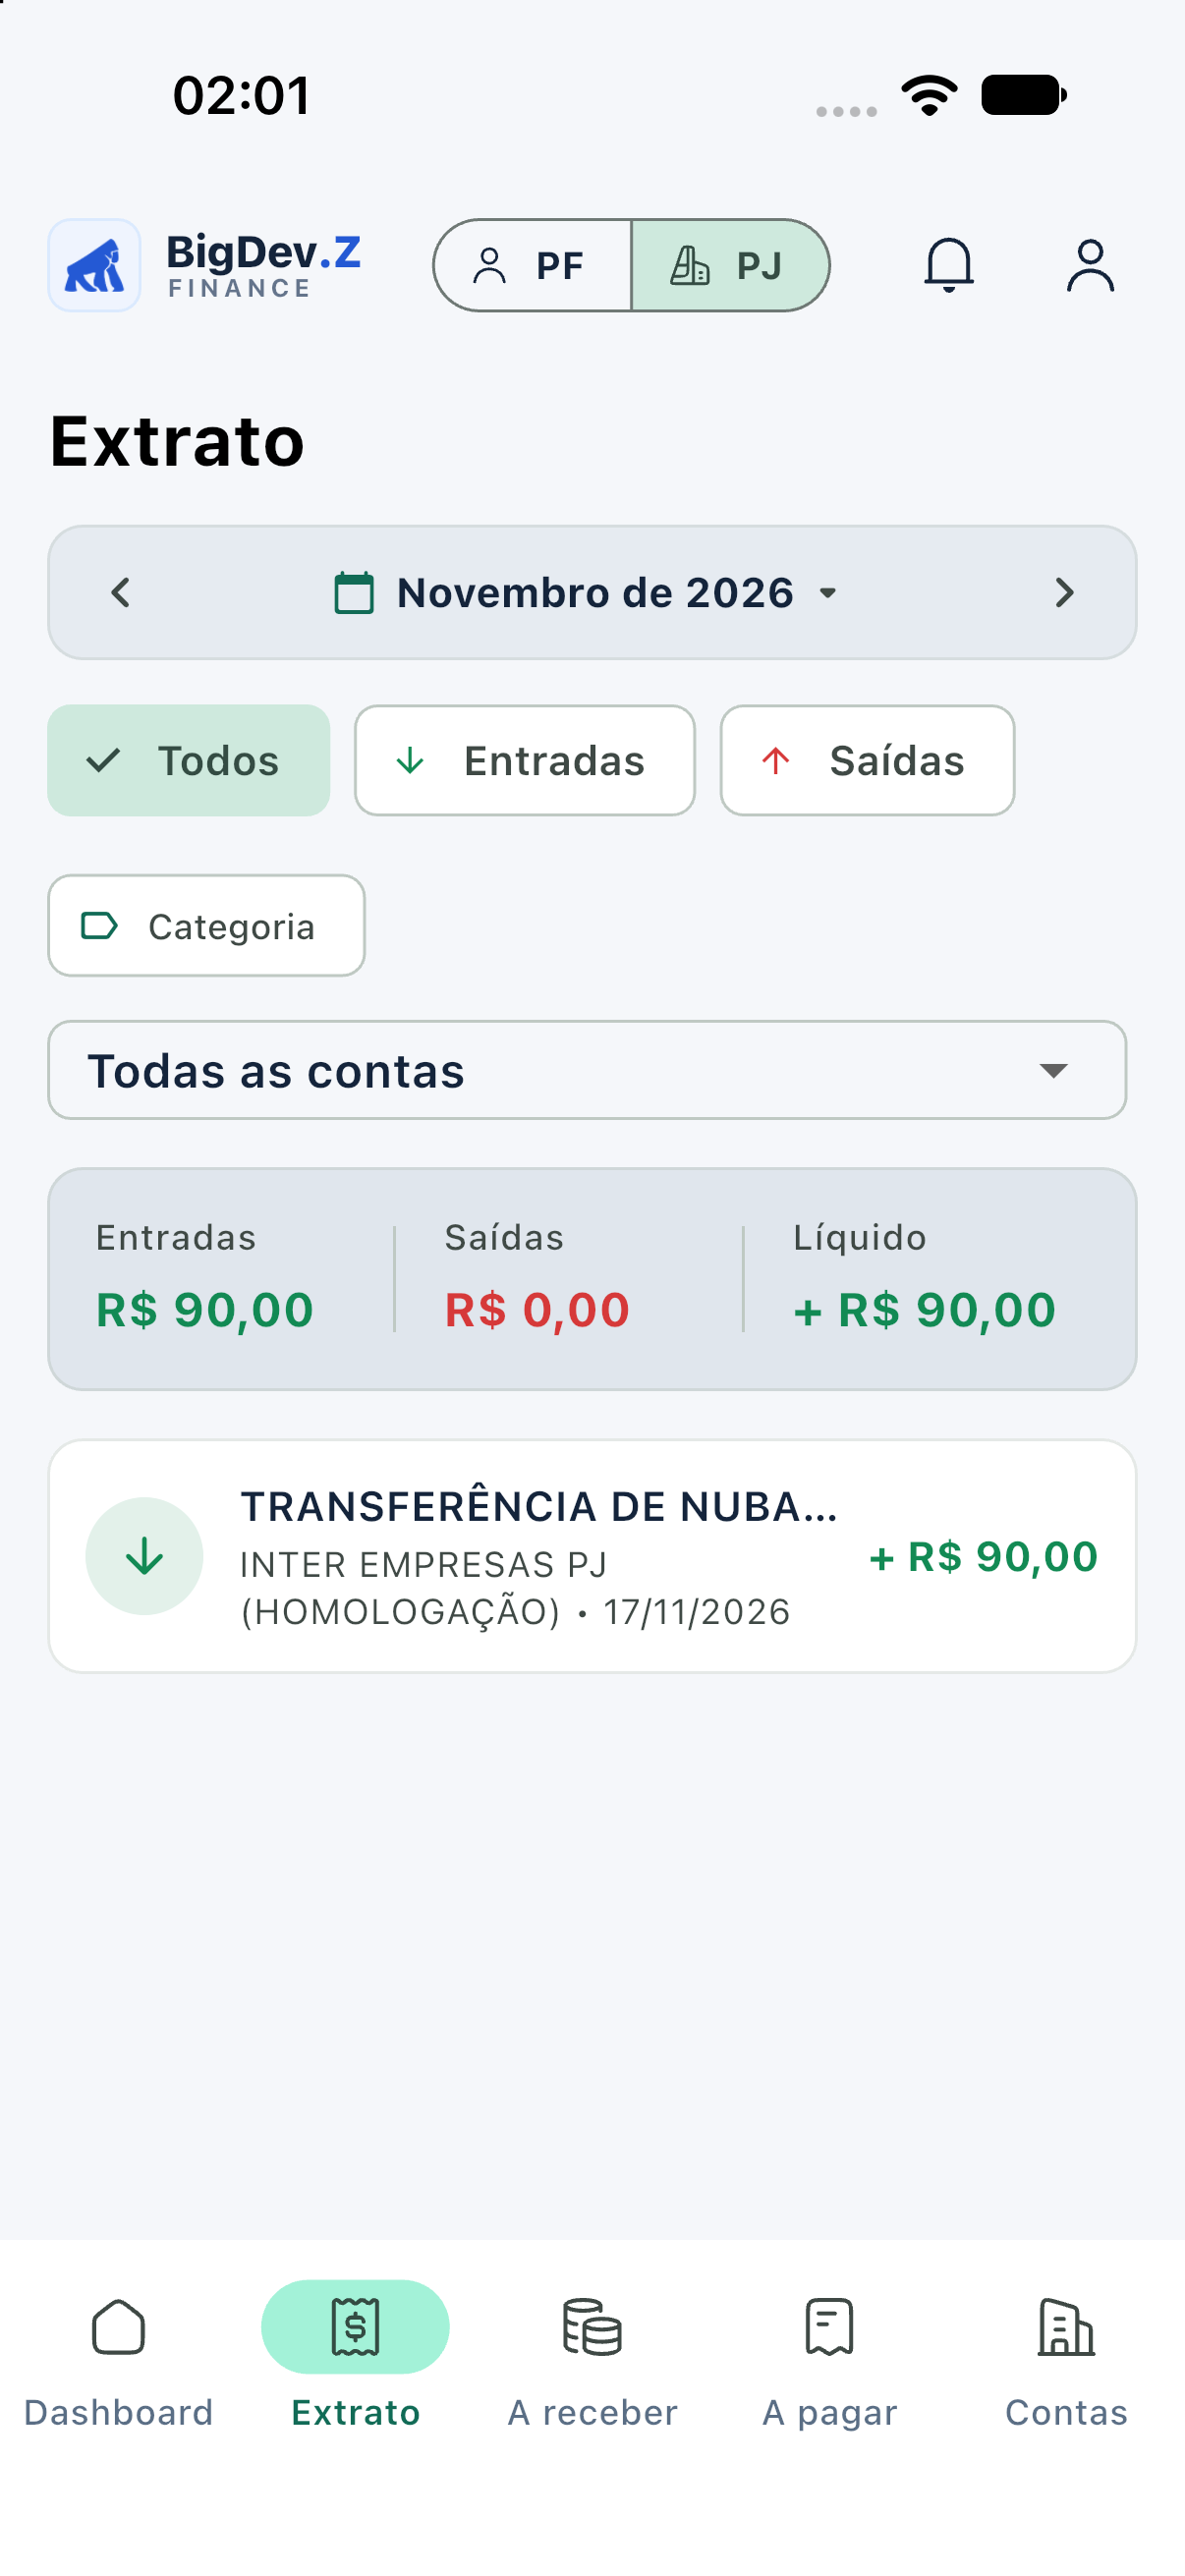 02:01
BigDev.Z
FINANCE
PF
PJ
Extrato
Novembro de 2026
Todos
Entradas
Saídas
Categoria
Todas as contas
Entradas
Saídas
Líquido
R$ 90,00
R$ 0,00
+ R$ 90,00
TRANSFERÊNCIA DE NUBA...
INTER EMPRESAS PJ
(HOMOLOGAÇÃO) • 17/11/2026
+ R$ 90,00
Dashboard
Extrato
A receber
A pagar
Contas